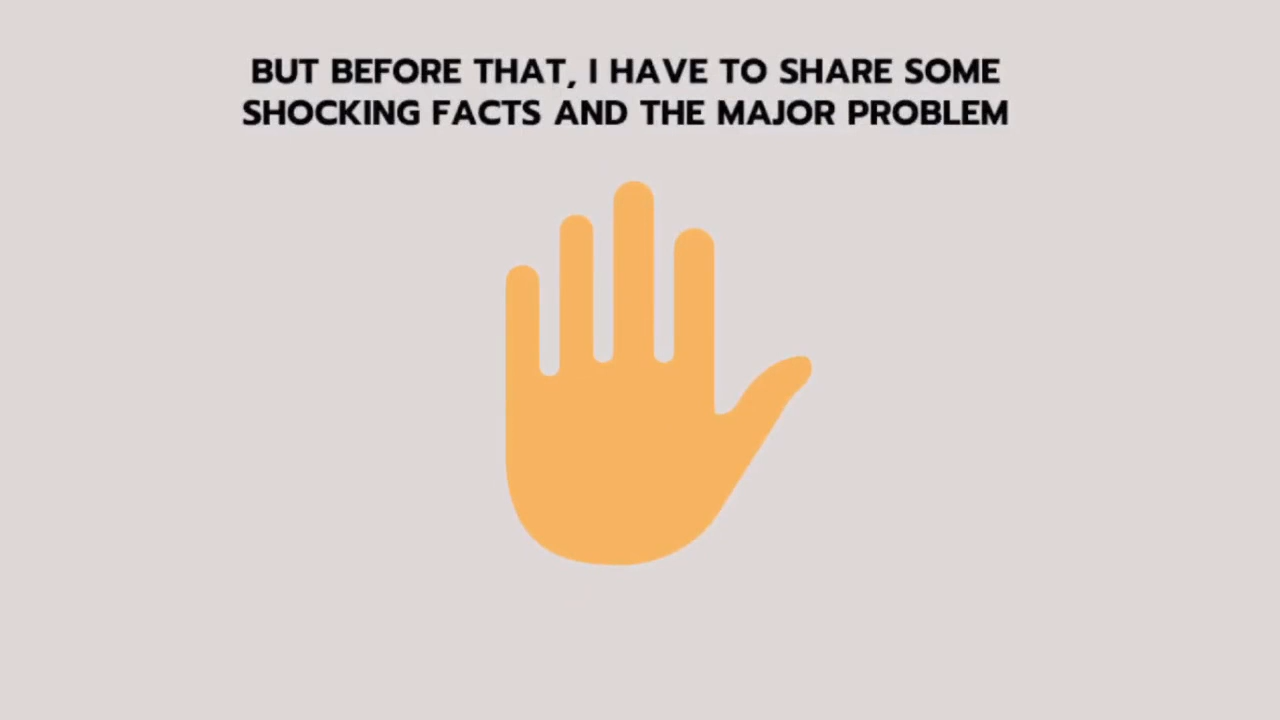 BUT BEFORE THAT, I HAVE TO SHARE SOME
SHOCKING FACTS AND THE MAJOR PROBLEM